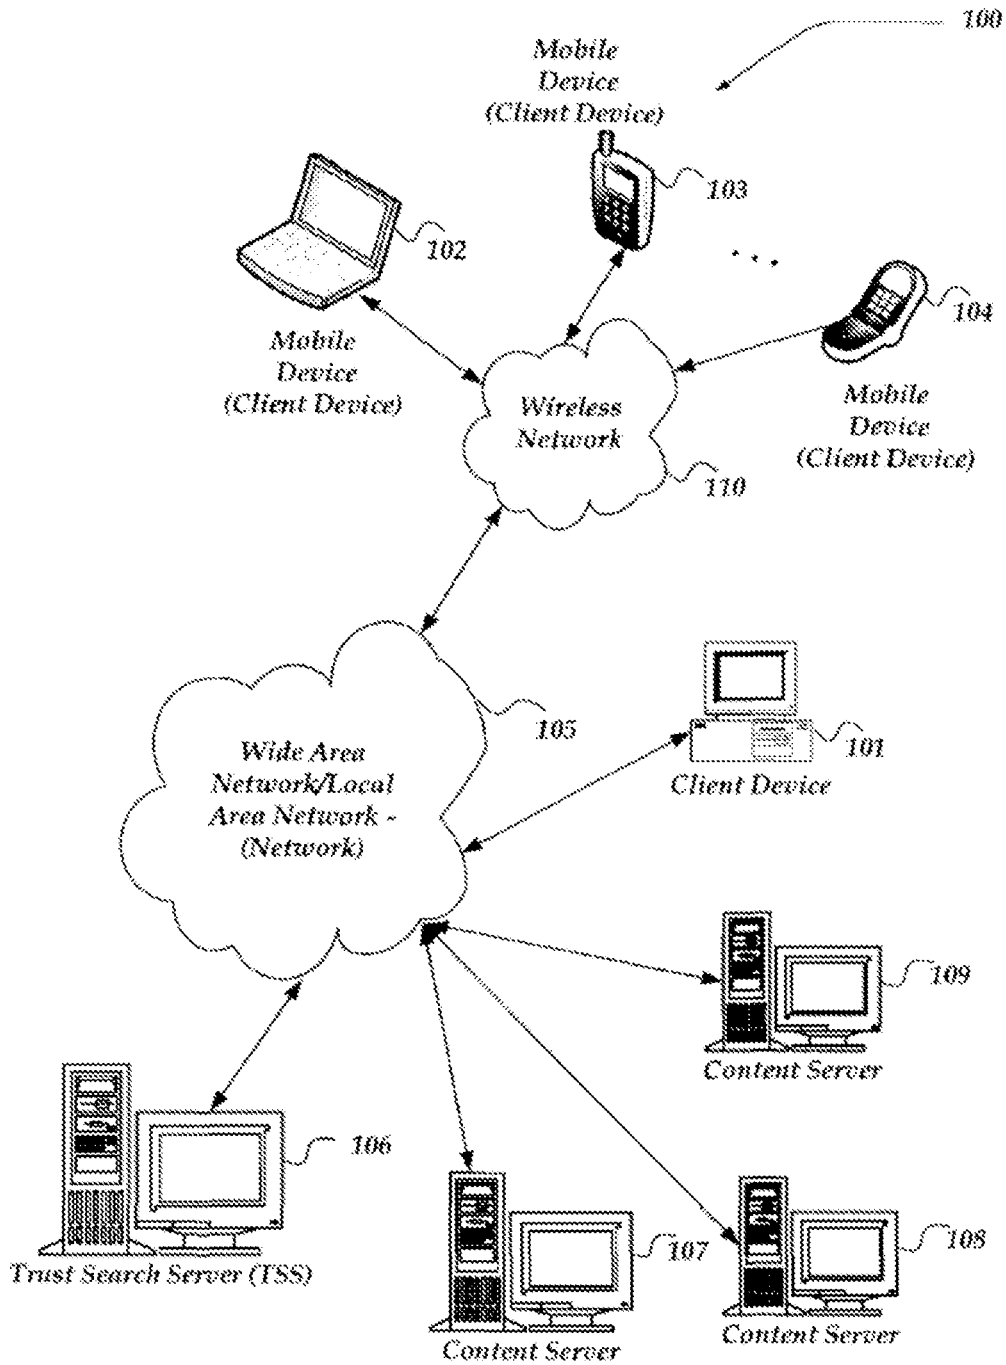 100
Mobile
Device
(Client Device)
103
102
104
Mobile
Device
(Client Device)
Wireless
Network
Mobile
Device
(Client Device)
110
105
Wide Area
Network/Local
Area Network -
(Network)
101
Client Device
109
Content Server
106
Trust Search Server (TSS)
107
Content Server
108
Content Server